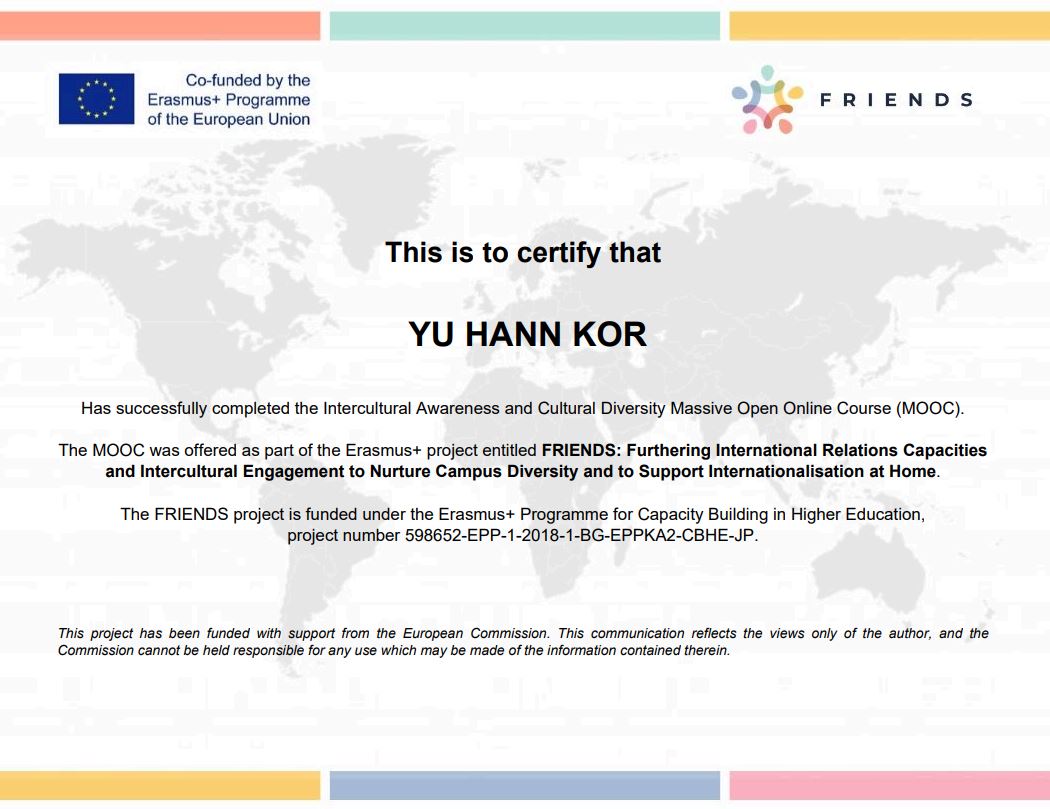 Co-funded by the
Erasmus+ Programme
of the European Union
FRIENDS
This is to certify that
YU HANN KOR
Has successfully completed the Intercultural Awareness and Cultural Diversity Massive Open Online Course (MOOC).
The MOOC was offered as part of the Erasmus+ project entitled FRIENDS: Furthering International Relations Capacities
and Intercultural Engagement to Nurture Campus Diversity and to Support Internationalisation at Home.
The FRIENDS project is funded under the Erasmus+ Programme for Capacity Building in Higher Education,
project number 598652-EPP-1-2018-1-BG-EPPKA2-CBHE-JP.
This project has been funded with support from the European Commission. This communication reflects the views only of the author, and the
Commission cannot be held responsible for any use which may be made of the information contained therein.